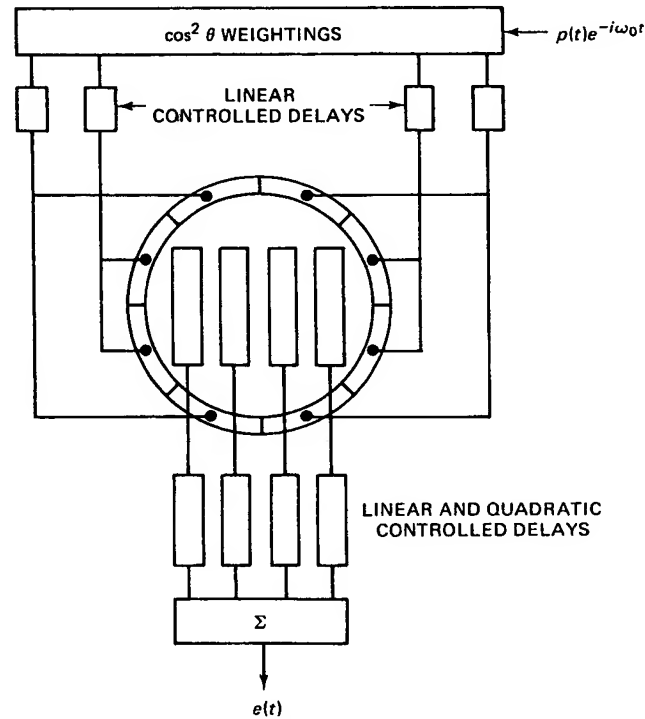 cos² θ WEIGHTINGS
p(t)e^{-iω₀t}
LINEAR
CONTROLLED DELAYS
LINEAR AND QUADRATIC
CONTROLLED DELAYS
Σ
e(t)